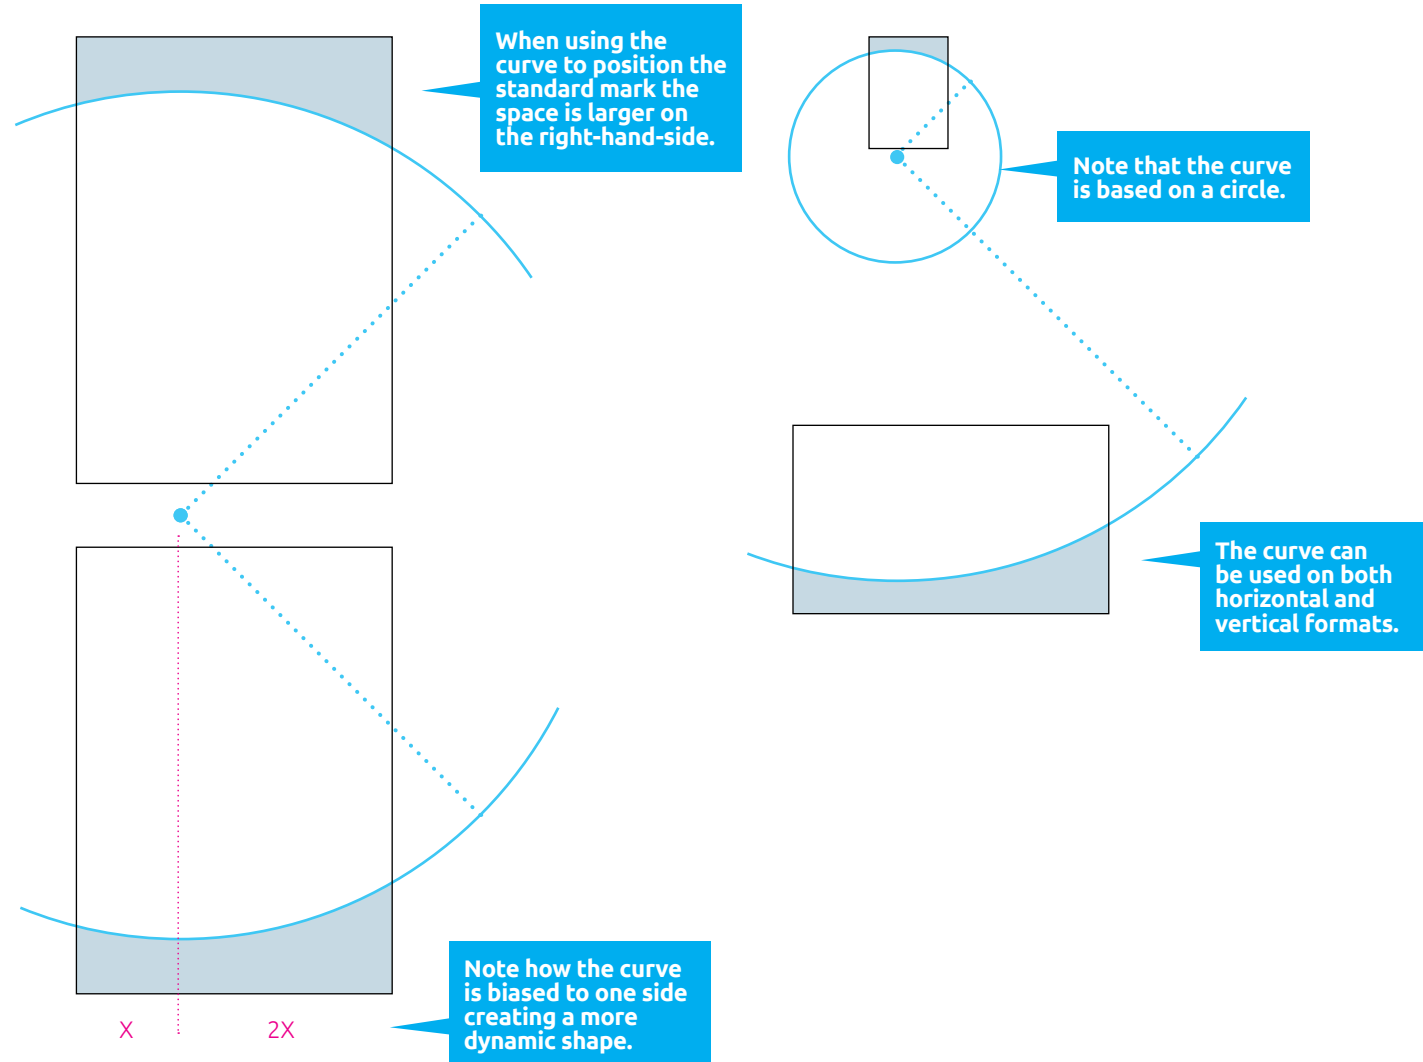 When using the
curve to position the
standard mark the
space is larger on
the right-hand-side.
Note that the curve
is based on a circle.
The curve can
be used on both
horizontal and
vertical formats.
Note how the curve
is biased to one side
creating a more
dynamic shape.
X 2X